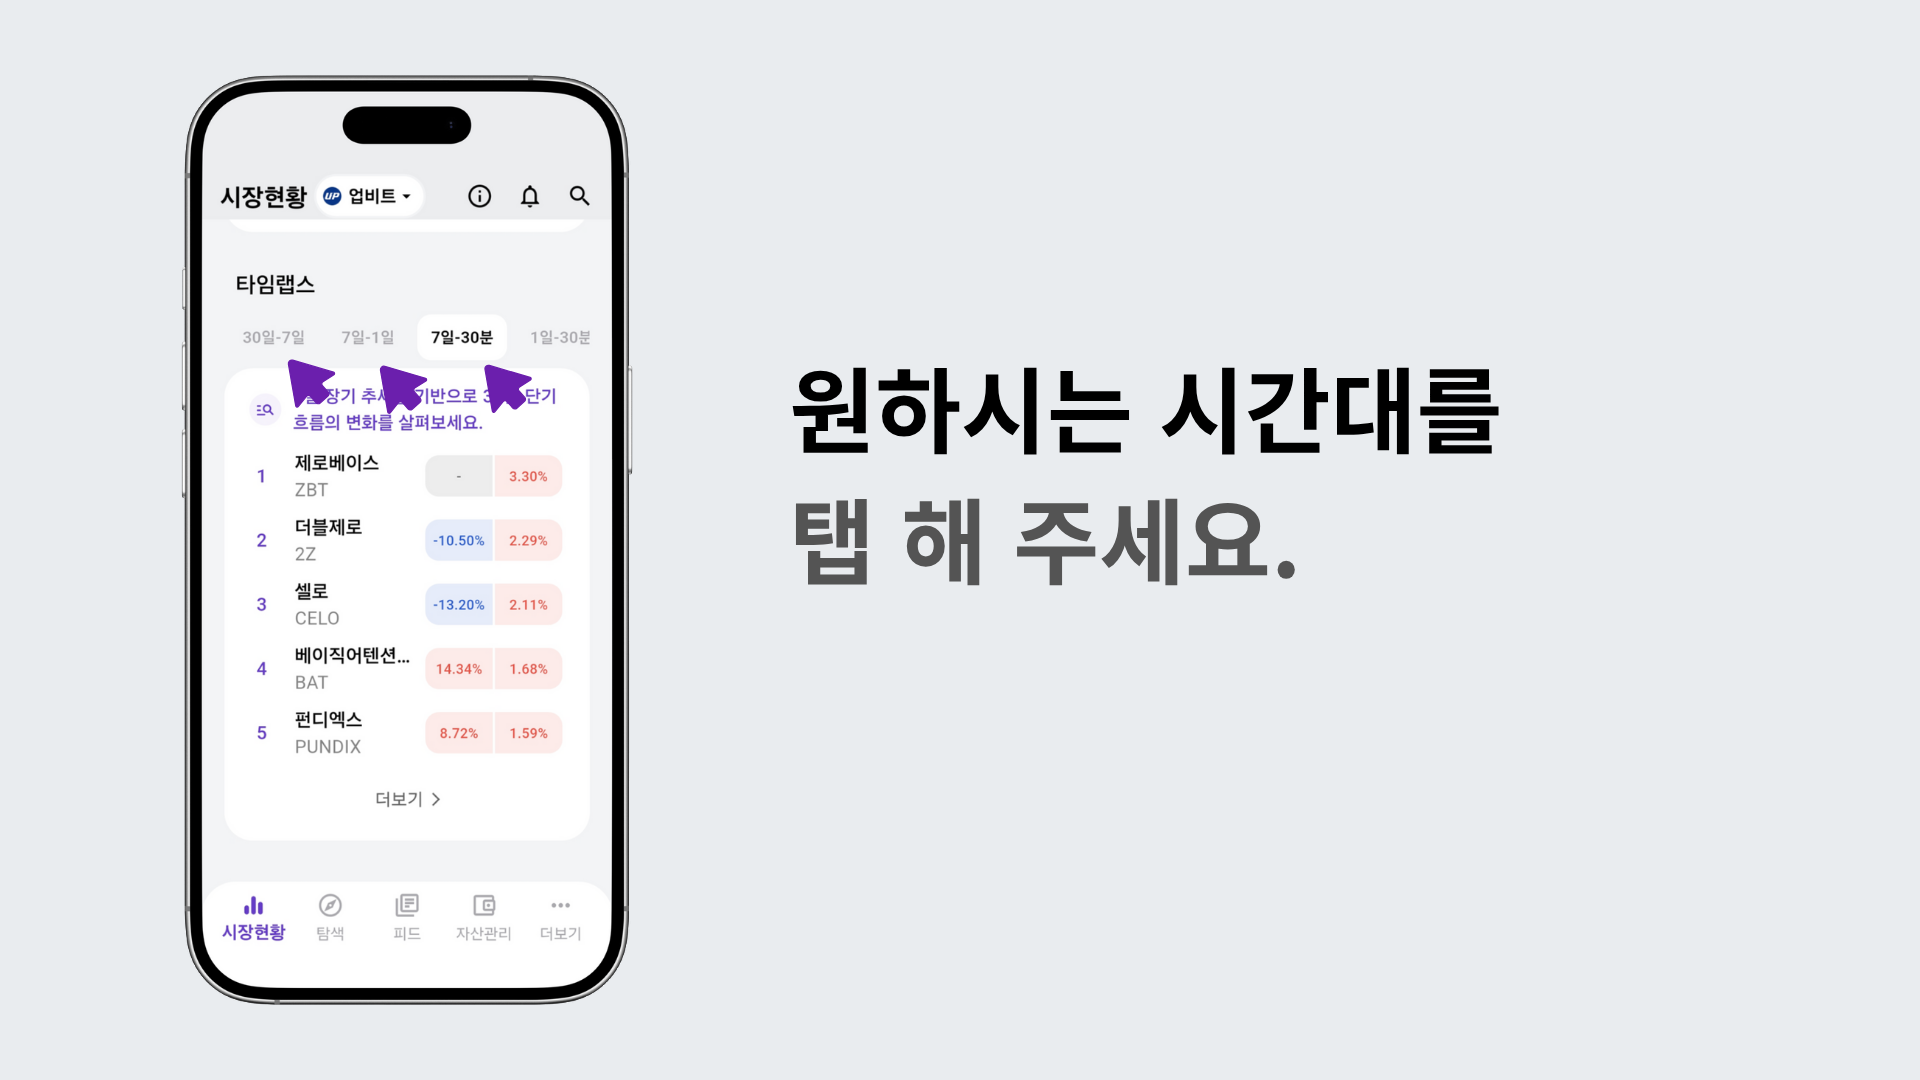 시장현황 UP 업비트
타임랩스
30일-7일 7일-1일 7일-30분 1일-30분
장기 추 기반으로 3 단기
흐름의 변화를 살펴보세요.
1 제로베이스 - 3.30%
ZBT
2 더블제로 -10.50% 2.29%
2Z
3 셀로 -13.20% 2.11%
CELO
4 베이직어텐션... 14.34% 1.68%
BAT
5 펀디엑스 8.72% 1.59%
PUNDIX
더보기
시장현황 탐색 피드 자산관리 더보기
원하시는 시간대를
탭 해 주세요.